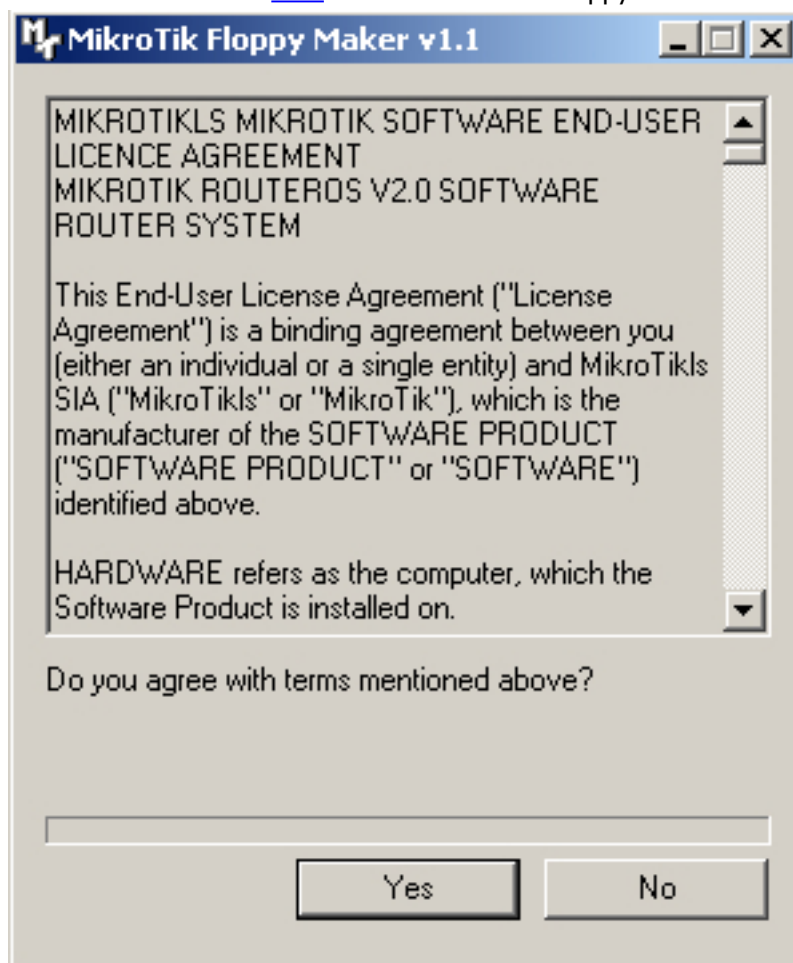 MikroTik Floppy Maker v1.1
MIKROTIKLS MIKROTIK SOFTWARE END-USER
LICENCE AGREEMENT
MIKROTIK ROUTEROS V2.0 SOFTWARE
ROUTER SYSTEM
This End-User License Agreement ("License
Agreement") is a binding agreement between you
(either an individual or a single entity) and MikroTikls
SIA ("MikroTikls" or "MikroTik"), which is the
manufacturer of the SOFTWARE PRODUCT
("SOFTWARE PRODUCT" or "SOFTWARE")
identified above.
HARDWARE refers as the computer, which the
Software Product is installed on.
Do you agree with terms mentioned above?
Yes No